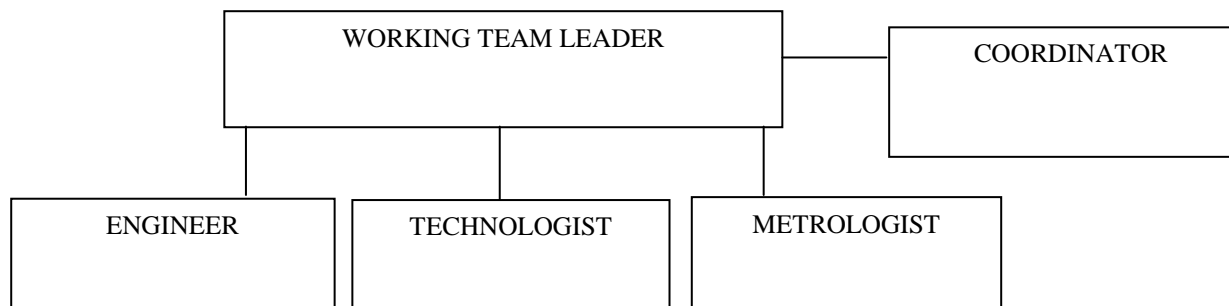 WORKING TEAM LEADER
COORDINATOR
ENGINEER
TECHNOLOGIST
METROLOGIST